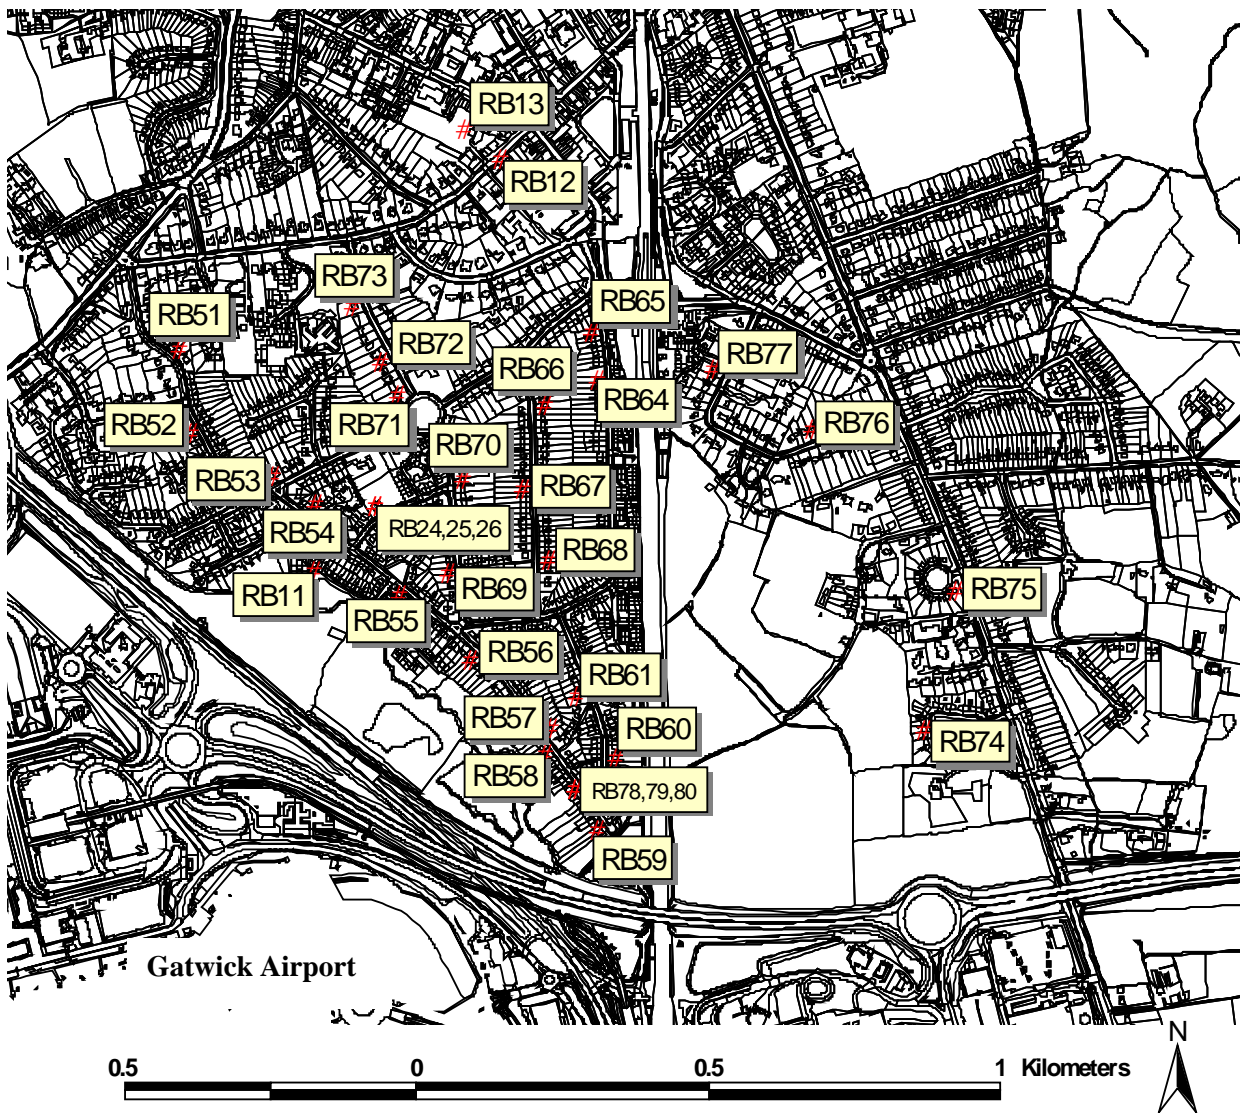 RB13
RB12
RB73
RB51
RB65
RB72
RB77
RB66
RB64
RB52
RB71
RB76
RB70
RB53
RB67
RB54
RB24,25,26
RB68
RB11
RB69
RB75
RB55
RB56
RB61
RB57
RB60
RB74
RB58
RB78,79,80
RB59
Gatwick Airport
N
0.5 0 0.5 1 Kilometers